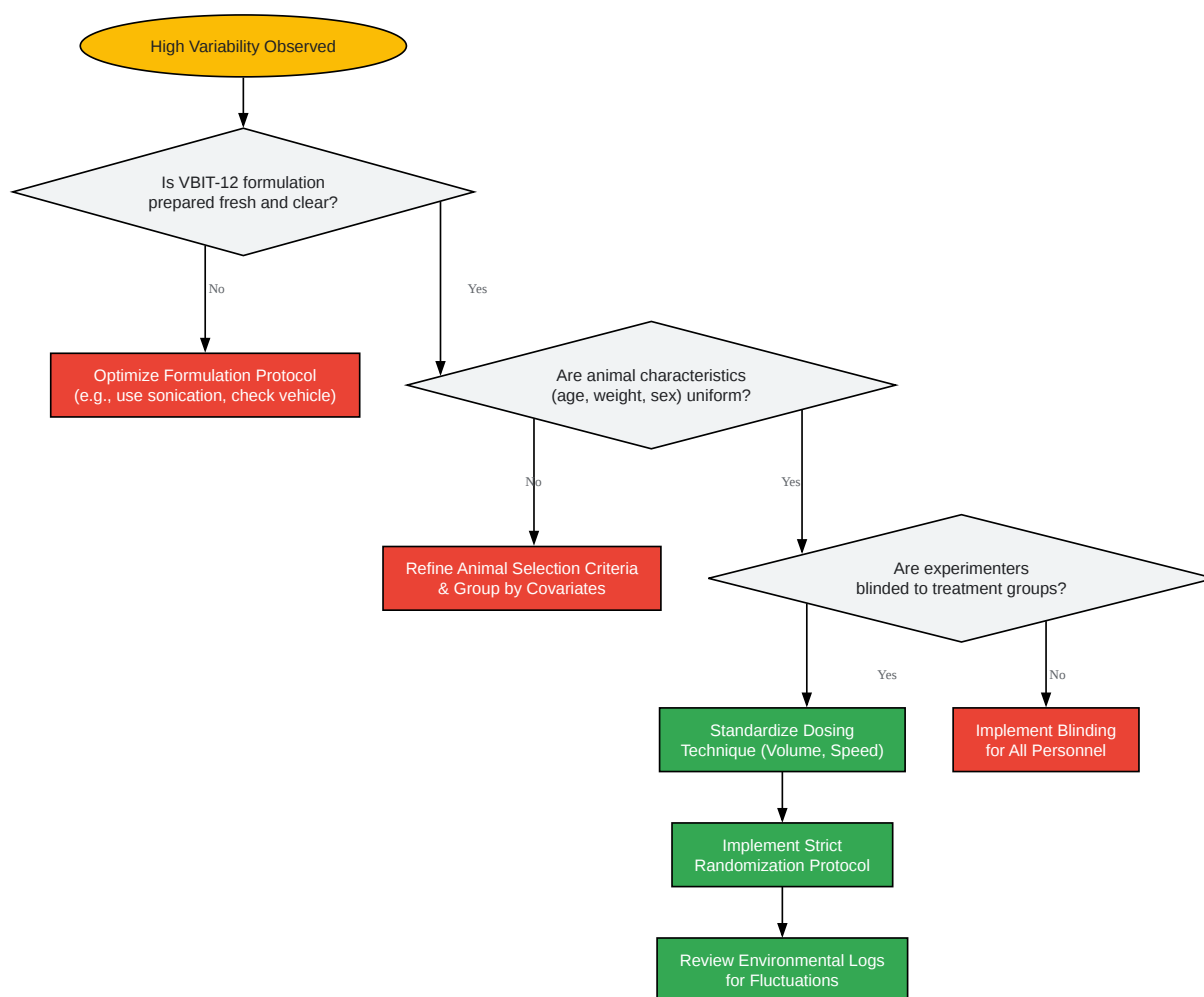 High Variability Observed
Is VBIT-12 formulation
prepared fresh and clear?
No
Yes
Optimize Formulation Protocol
(e.g., use sonication, check vehicle)
Are animal characteristics
(age, weight, sex) uniform?
No
Yes
Refine Animal Selection Criteria
& Group by Covariates
Are experimenters
blinded to treatment groups?
Yes
No
Standardize Dosing
Technique (Volume, Speed)
Implement Blinding
for All Personnel
Implement Strict
Randomization Protocol
Review Environmental Logs
for Fluctuations